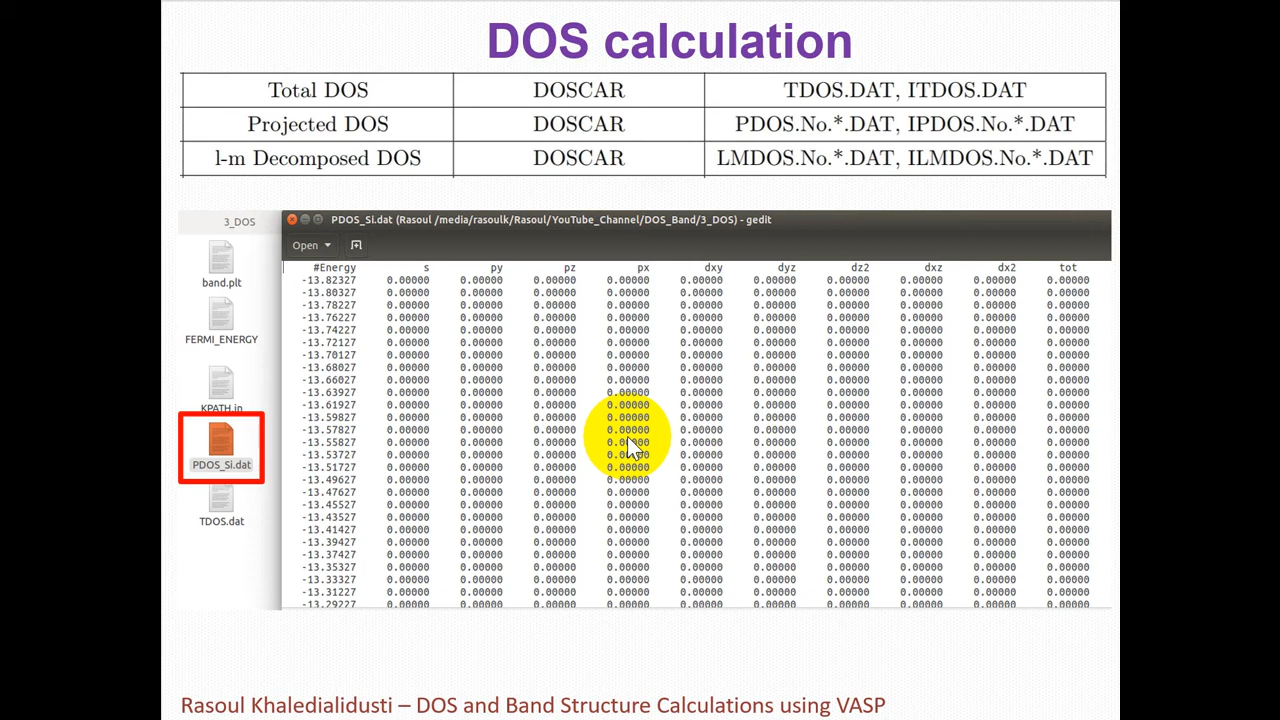 DOS calculation
Total DOS DOSCAR TDOS.DAT, ITDOS.DAT
Projected DOS DOSCAR PDOS.No.*.DAT, IPDOS.No.*.DAT
l-m Decomposed DOS DOSCAR LMDOS.No.*.DAT, ILMDOS.No.*.DAT
3_DOS
band.plt
FERMI_ENERGY
KPATH.in
PDOS_Si.dat
TDOS.dat
PDOS_Si.dat (Rasoul /media/rasoulk/Rasoul/YouTube_Channel/DOS_Band/3_DOS) - gedit
Open
#Energy s py pz px dxy dyz dz2 dxz dx2 tot
-13.82327 0.00000 0.00000 0.00000 0.00000 0.00000 0.00000 0.00000 0.00000 0.00000 0.00000
-13.80327 0.00000 0.00000 0.00000 0.00000 0.00000 0.00000 0.00000 0.00000 0.00000 0.00000
-13.78227 0.00000 0.00000 0.00000 0.00000 0.00000 0.00000 0.00000 0.00000 0.00000 0.00000
-13.76227 0.00000 0.00000 0.00000 0.00000 0.00000 0.00000 0.00000 0.00000 0.00000 0.00000
-13.74227 0.00000 0.00000 0.00000 0.00000 0.00000 0.00000 0.00000 0.00000 0.00000 0.00000
-13.72127 0.00000 0.00000 0.00000 0.00000 0.00000 0.00000 0.00000 0.00000 0.00000 0.00000
-13.70127 0.00000 0.00000 0.00000 0.00000 0.00000 0.00000 0.00000 0.00000 0.00000 0.00000
-13.68027 0.00000 0.00000 0.00000 0.00000 0.00000 0.00000 0.00000 0.00000 0.00000 0.00000
-13.66027 0.00000 0.00000 0.00000 0.00000 0.00000 0.00000 0.00000 0.00000 0.00000 0.00000
-13.63927 0.00000 0.00000 0.00000 0.00000 0.00000 0.00000 0.00000 0.00000 0.00000 0.00000
-13.61927 0.00000 0.00000 0.00000 0.00000 0.00000 0.00000 0.00000 0.00000 0.00000 0.00000
-13.59827 0.00000 0.00000 0.00000 0.00000 0.00000 0.00000 0.00000 0.00000 0.00000 0.00000
-13.57827 0.00000 0.00000 0.00000 0.00000 0.00000 0.00000 0.00000 0.00000 0.00000 0.00000
-13.55827 0.00000 0.00000 0.00000 0.00000 0.00000 0.00000 0.00000 0.00000 0.00000 0.00000
-13.53727 0.00000 0.00000 0.00000 0.00000 0.00000 0.00000 0.00000 0.00000 0.00000 0.00000
-13.51727 0.00000 0.00000 0.00000 0.00000 0.00000 0.00000 0.00000 0.00000 0.00000 0.00000
-13.49627 0.00000 0.00000 0.00000 0.00000 0.00000 0.00000 0.00000 0.00000 0.00000 0.00000
-13.47627 0.00000 0.00000 0.00000 0.00000 0.00000 0.00000 0.00000 0.00000 0.00000 0.00000
-13.45527 0.00000 0.00000 0.00000 0.00000 0.00000 0.00000 0.00000 0.00000 0.00000 0.00000
-13.43527 0.00000 0.00000 0.00000 0.00000 0.00000 0.00000 0.00000 0.00000 0.00000 0.00000
-13.41427 0.00000 0.00000 0.00000 0.00000 0.00000 0.00000 0.00000 0.00000 0.00000 0.00000
-13.39427 0.00000 0.00000 0.00000 0.00000 0.00000 0.00000 0.00000 0.00000 0.00000 0.00000
-13.37427 0.00000 0.00000 0.00000 0.00000 0.00000 0.00000 0.00000 0.00000 0.00000 0.00000
-13.35327 0.00000 0.00000 0.00000 0.00000 0.00000 0.00000 0.00000 0.00000 0.00000 0.00000
-13.33327 0.00000 0.00000 0.00000 0.00000 0.00000 0.00000 0.00000 0.00000 0.00000 0.00000
-13.31227 0.00000 0.00000 0.00000 0.00000 0.00000 0.00000 0.00000 0.00000 0.00000 0.00000
-13.29227 0.00000 0.00000 0.00000 0.00000 0.00000 0.00000 0.00000 0.00000 0.00000 0.00000
Rasoul Khaledialidusti – DOS and Band Structure Calculations using VASP